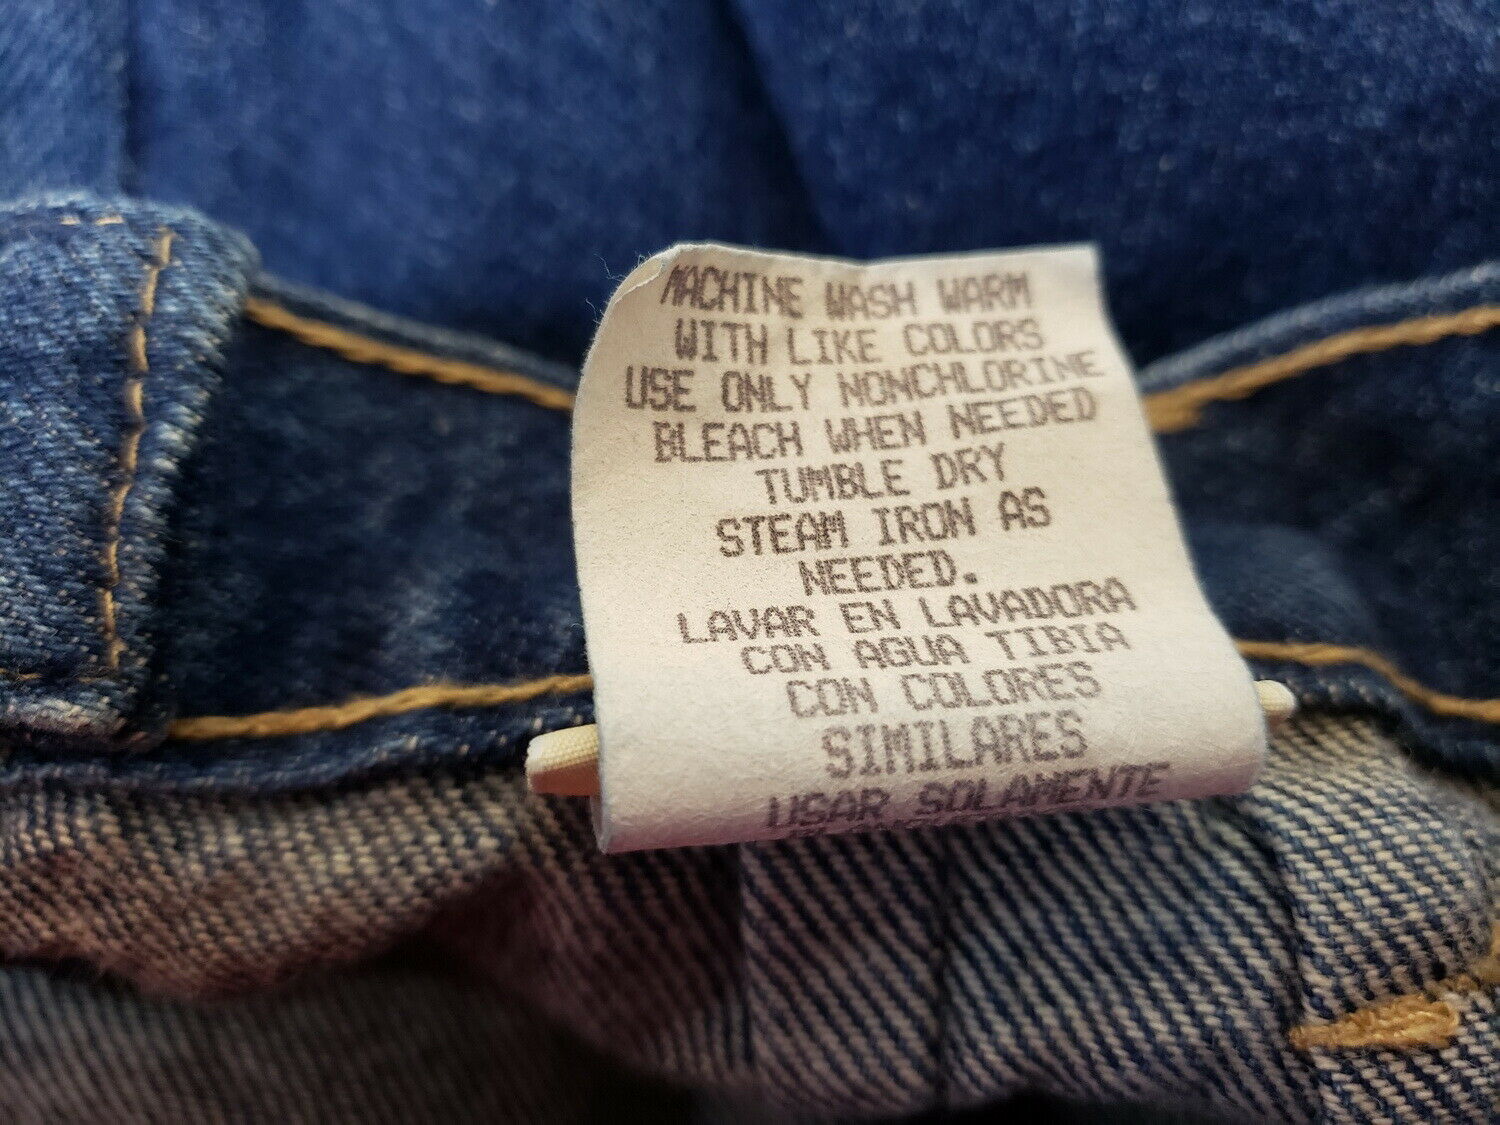 MACHINE WASH WARM
WITH LIKE COLORS
USE ONLY NONCHLORINE
BLEACH WHEN NEEDED
TUMBLE DRY
STEAM IRON AS
NEEDED.
LAVAR EN LAVADORA
CON AGUA TIBIA
CON COLORES
SIMILARES
USAR SOLAMENTE